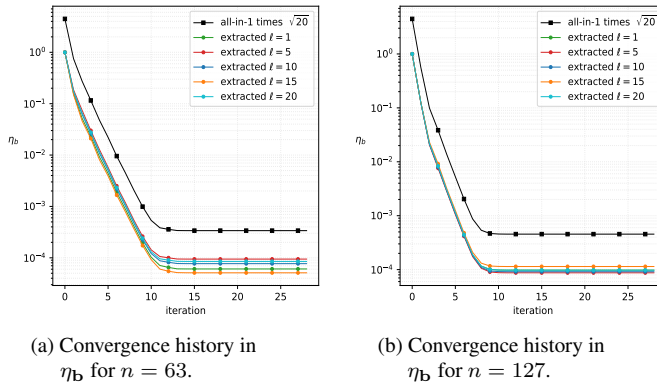 all-in-1 times √20
extracted ℓ = 1
extracted ℓ = 5
extracted ℓ = 10
extracted ℓ = 15
extracted ℓ = 20
10⁰
10⁻¹
10⁻²
10⁻³
10⁻⁴
η_b
0 5 10 15 20 25
iteration
(a) Convergence history in
η_b for n = 63.
all-in-1 times √20
extracted ℓ = 1
extracted ℓ = 5
extracted ℓ = 10
extracted ℓ = 15
extracted ℓ = 20
10⁰
10⁻¹
10⁻²
10⁻³
10⁻⁴
η_b
0 5 10 15 20 25
iteration
(b) Convergence history in
η_b for n = 127.